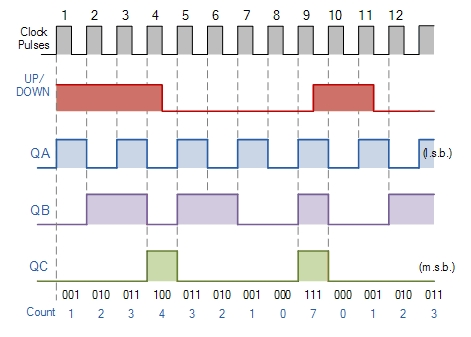 1 2 3 4 5 6 7 8 9 10 11 12
Clock
Pulses
UP/
DOWN
QA (l.s.b.)
QB
QC (m.s.b.)
001 010 011 100 011 010 001 000 111 000 001 010 011
Count 1 2 3 4 3 2 1 0 7 0 1 2 3